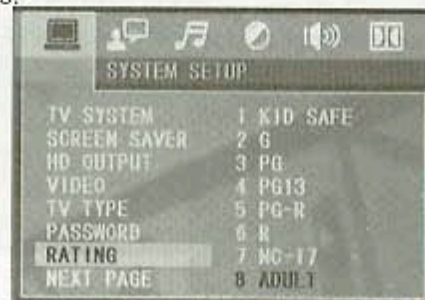 SYSTEM SETUP
TV SYSTEM
SCREEN SAVER
HD OUTPUT
VIDEO
TV TYPE
PASSWORD
RATING
NEXT PAGE
1 KID SAFE
2 G
3 PG
4 PG13
5 PG-R
6 R
7 NC-17
8 ADULT